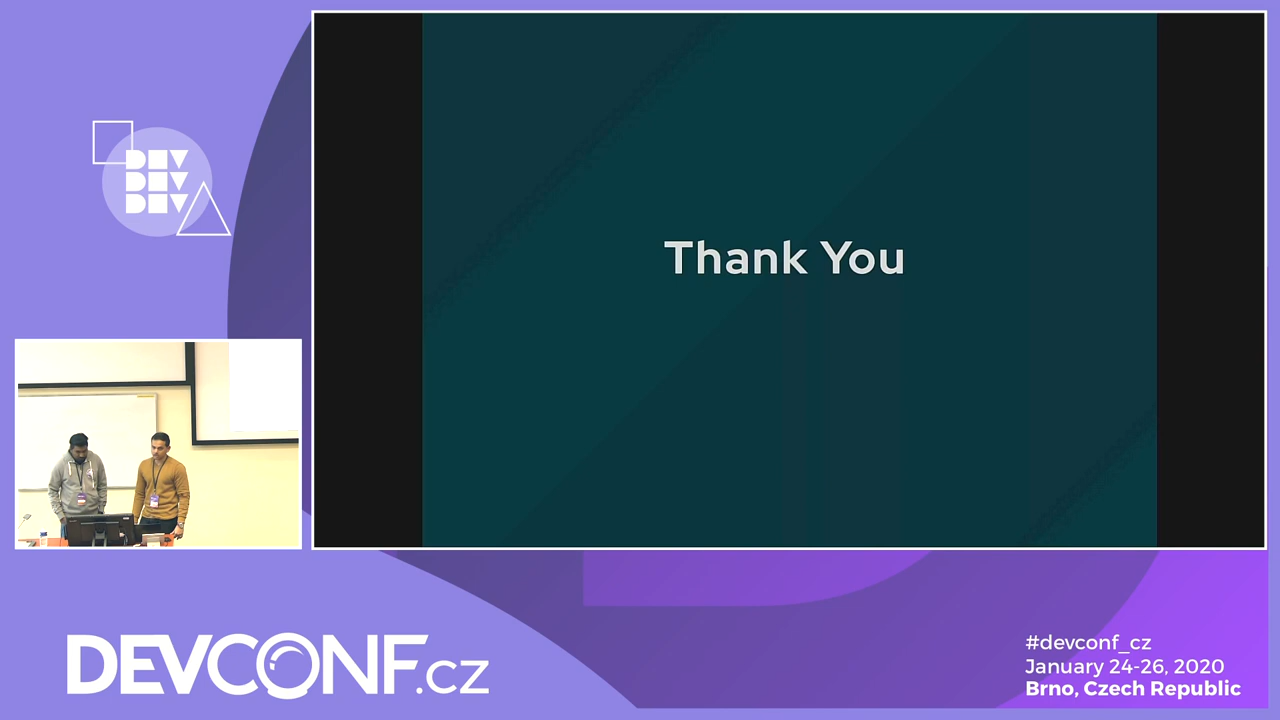 DEV
DEV
DEV
Thank You
DEVCONF.cz
#devconf_cz
January 24-26, 2020
Brno, Czech Republic